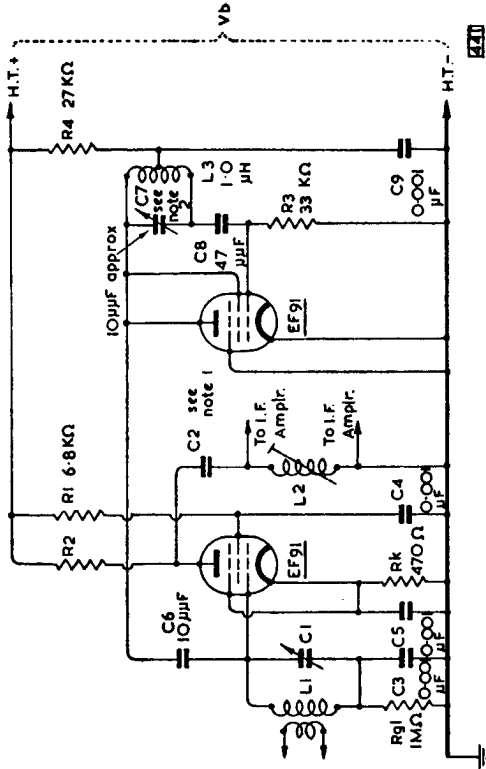 H.T.+
Vb
R2
R1 6·8KΩ
R4 27KΩ
10μμF approx
C7
see
note
2
L3
1·0
μH
C6
10μμF
C2
see
note 1
C8
47
μμF
EF91
EF91
R3
33
KΩ
To I.F.
Amplr.
To I.F.
Amplr.
L1
C1
L2
Rg1
1MΩ
C3
0·001
μF
C5
0·001
μF
Rk
470Ω
C4
0·001
μF
C9
0·001
μF
H.T.-
441